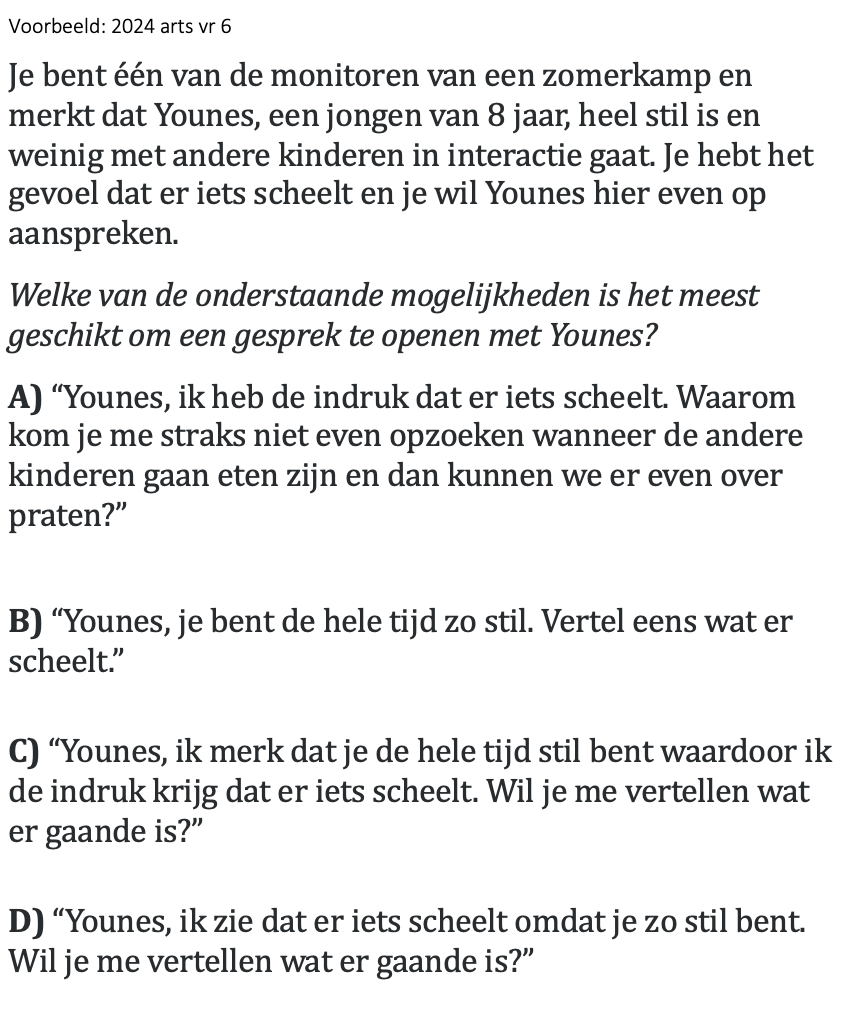 Voorbeeld: 2024 arts vr 6
Je bent één van de monitoren van een zomerkamp en
merkt dat Younes, een jongen van 8 jaar, heel stil is en
weinig met andere kinderen in interactie gaat. Je hebt het
gevoel dat er iets scheelt en je wil Younes hier even op
aanspreken.
Welke van de onderstaande mogelijkheden is het meest
geschikt om een gesprek te openen met Younes?
A) “Younes, ik heb de indruk dat er iets scheelt. Waarom
kom je me straks niet even opzoeken wanneer de andere
kinderen gaan eten zijn en dan kunnen we er even over
praten?”
B) “Younes, je bent de hele tijd zo stil. Vertel eens wat er
scheelt.”
C) “Younes, ik merk dat je de hele tijd stil bent waardoor ik
de indruk krijg dat er iets scheelt. Wil je me vertellen wat
er gaande is?”
D) “Younes, ik zie dat er iets scheelt omdat je zo stil bent.
Wil je me vertellen wat er gaande is?”